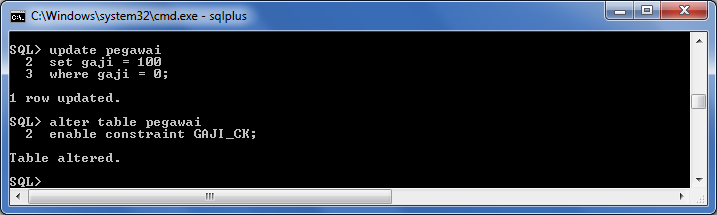 C:\Windows\system32\cmd.exe - sqlplus
SQL> update pegawai
2 set gaji = 100
3 where gaji = 0;
1 row updated.
SQL> alter table pegawai
2 enable constraint GAJI_CK;
Table altered.
SQL>